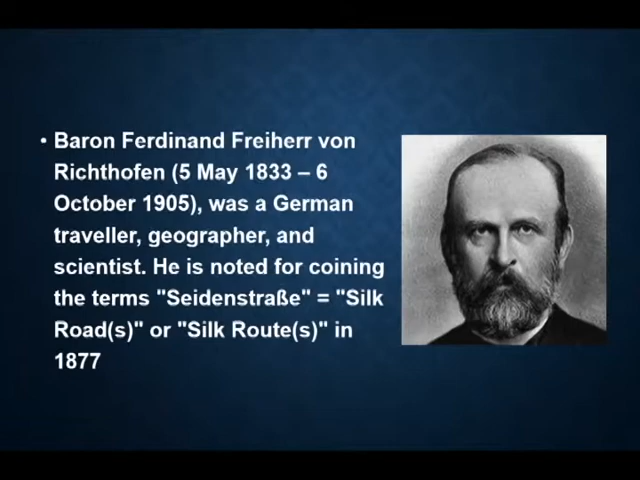 • Baron Ferdinand Freiherr von
Richthofen (5 May 1833 – 6
October 1905), was a German
traveller, geographer, and
scientist. He is noted for coining
the terms "Seidenstraße" = "Silk
Road(s)" or "Silk Route(s)" in
1877